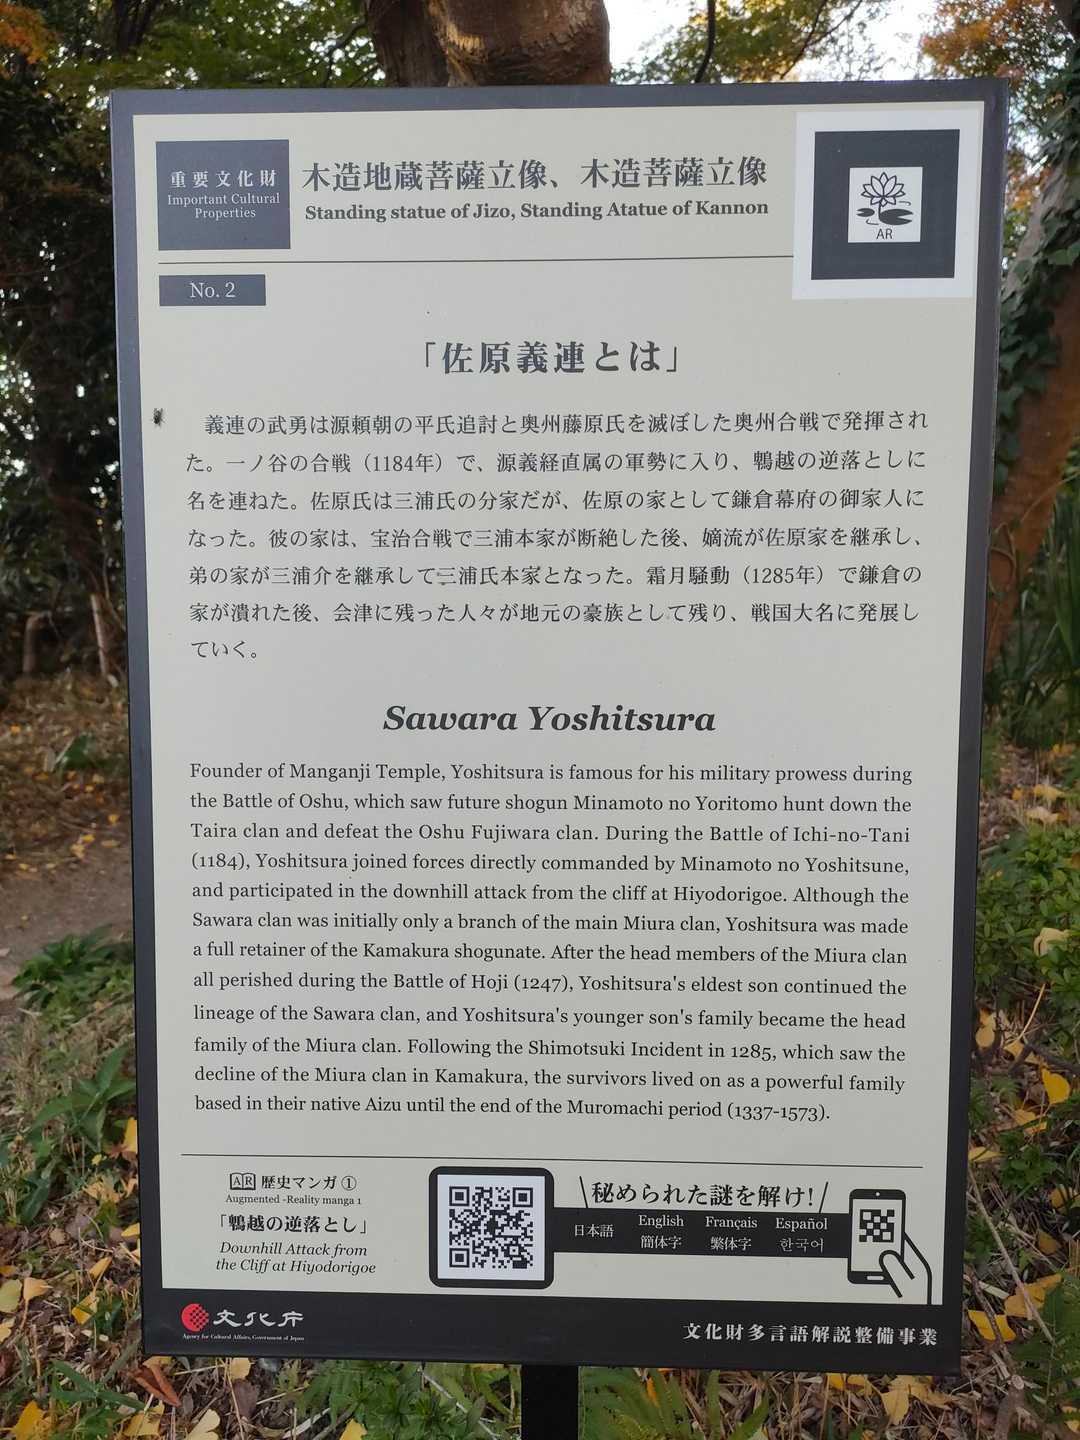 重要文化財
Important Cultural
Properties
木造地蔵菩薩立像、木造菩薩立像
Standing statue of Jizo, Standing Atatue of Kannon
AR
No. 2
「佐原義連とは」
義連の武勇は源頼朝の平氏追討と奥州藤原氏を滅ぼした奥州合戦で発揮され
た。一ノ谷の合戦（1184年）で、源義経直属の軍勢に入り、鵯越の逆落としに
名を連ねた。佐原氏は三浦氏の分家だが、佐原の家として鎌倉幕府の御家人に
なった。彼の家は、宝治合戦で三浦本家が断絶した後、嫡流が佐原家を継承し、
弟の家が三浦介を継承して三浦氏本家となった。霜月騒動（1285年）で鎌倉の
家が潰れた後、会津に残った人々が地元の豪族として残り、戦国大名に発展し
ていく。
Sawara Yoshitsura
Founder of Manganji Temple, Yoshitsura is famous for his military prowess during
the Battle of Oshu, which saw future shogun Minamoto no Yoritomo hunt down the
Taira clan and defeat the Oshu Fujiwara clan. During the Battle of Ichi-no-Tani
(1184), Yoshitsura joined forces directly commanded by Minamoto no Yoshitsune,
and participated in the downhill attack from the cliff at Hiyodorigoe. Although the
Sawara clan was initially only a branch of the main Miura clan, Yoshitsura was made
a full retainer of the Kamakura shogunate. After the head members of the Miura clan
all perished during the Battle of Hoji (1247), Yoshitsura's eldest son continued the
lineage of the Sawara clan, and Yoshitsura's younger son's family became the head
family of the Miura clan. Following the Shimotsuki Incident in 1285, which saw the
decline of the Miura clan in Kamakura, the survivors lived on as a powerful family
based in their native Aizu until the end of the Muromachi period (1337-1573).
AR 歴史マンガ ①
Augmented -Reality manga 1
「鵯越の逆落とし」
Downhill Attack from
the Cliff at Hiyodorigoe
秘められた謎を解け!
日本語 English Français Español
简体字 繁体字 한국어
文化庁
Agency for Cultural Affairs, Government of Japan
文化財多言語解説整備事業